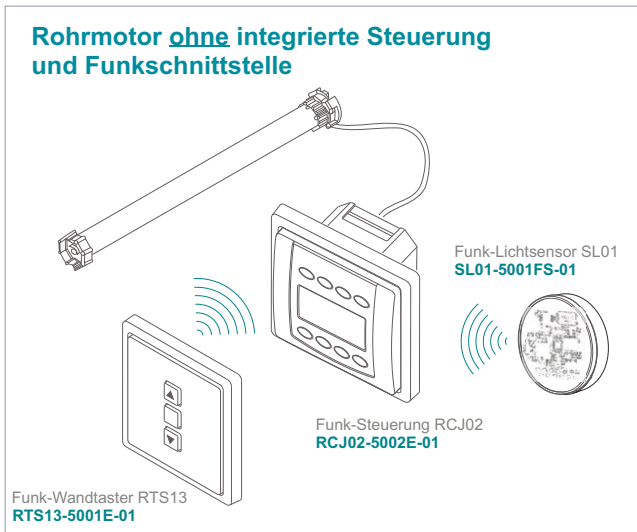 Rohrmotor ohne integrierte Steuerung
und Funkschnittstelle
Funk-Lichtsensor SL01
SL01-5001FS-01
Funk-Steuerung RCJ02
RCJ02-5002E-01
Funk-Wandtaster RTS13
RTS13-5001E-01